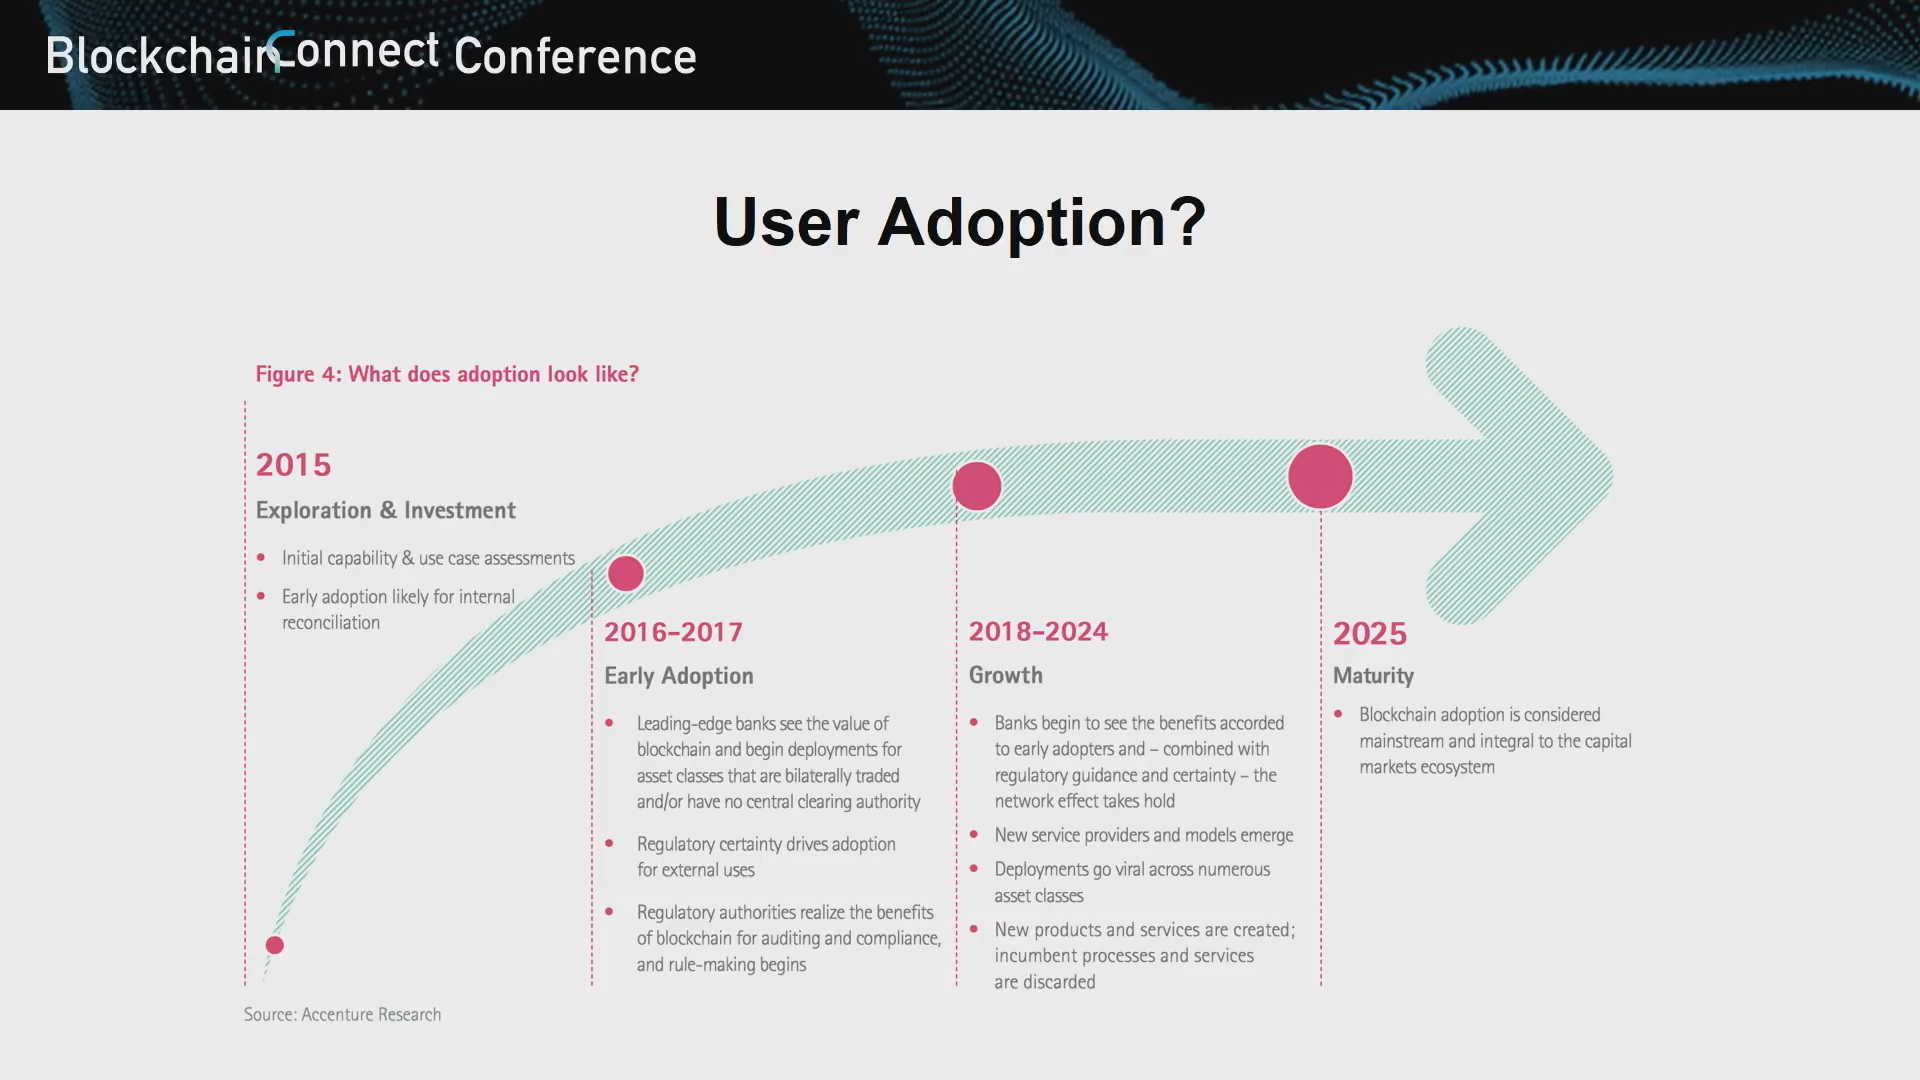 Blockchain Connect Conference
User Adoption?
Figure 4: What does adoption look like?
2015
Exploration & Investment
• Initial capability & use case assessments
• Early adoption likely for internal
reconciliation
2016–2017
Early Adoption
• Leading-edge banks see the value of
blockchain and begin deployments for
asset classes that are bilaterally traded
and/or have no central clearing authority
• Regulatory certainty drives adoption
for external uses
• Regulatory authorities realize the benefits
of blockchain for auditing and compliance,
and rule-making begins
2018–2024
Growth
• Banks begin to see the benefits accorded
to early adopters and – combined with
regulatory guidance and certainty – the
network effect takes hold
• New service providers and models emerge
• Deployments go viral across numerous
asset classes
• New products and services are created;
incumbent processes and services
are discarded
2025
Maturity
• Blockchain adoption is considered
mainstream and integral to the capital
markets ecosystem
Source: Accenture Research